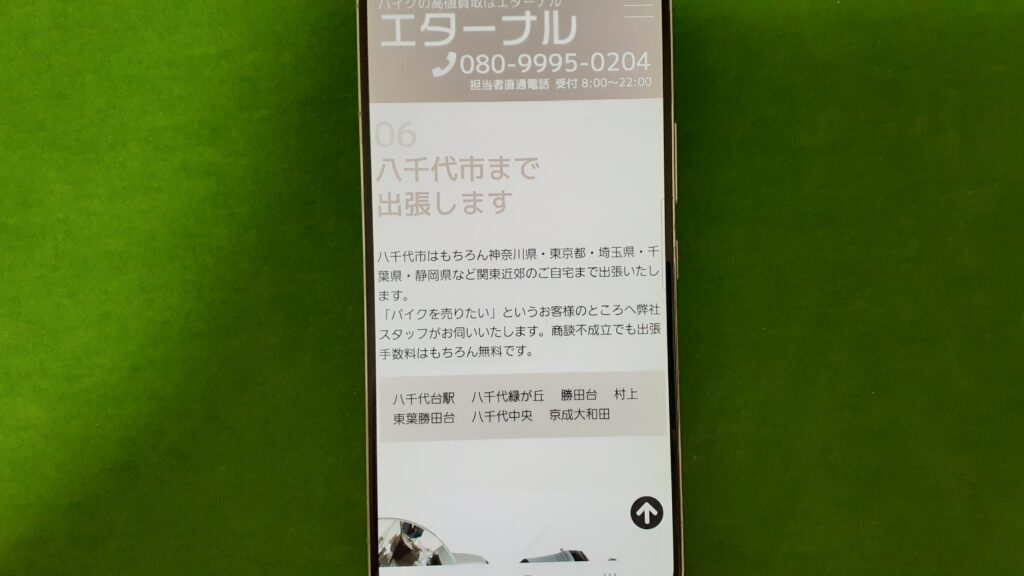 バイクの高値買取はエターナル
エターナル
080-9995-0204
担当者直通電話 受付 8:00～22:00
06
八千代市まで
出張します
八千代市はもちろん神奈川県・東京都・埼玉県・千
葉県・静岡県など関東近郊のご自宅まで出張いたし
ます。
「バイクを売りたい」というお客様のところへ弊社
スタッフがお伺いいたします。商談不成立でも出張
手数料はもちろん無料です。
八千代台駅 八千代緑が丘 勝田台 村上
東葉勝田台 八千代中央 京成大和田